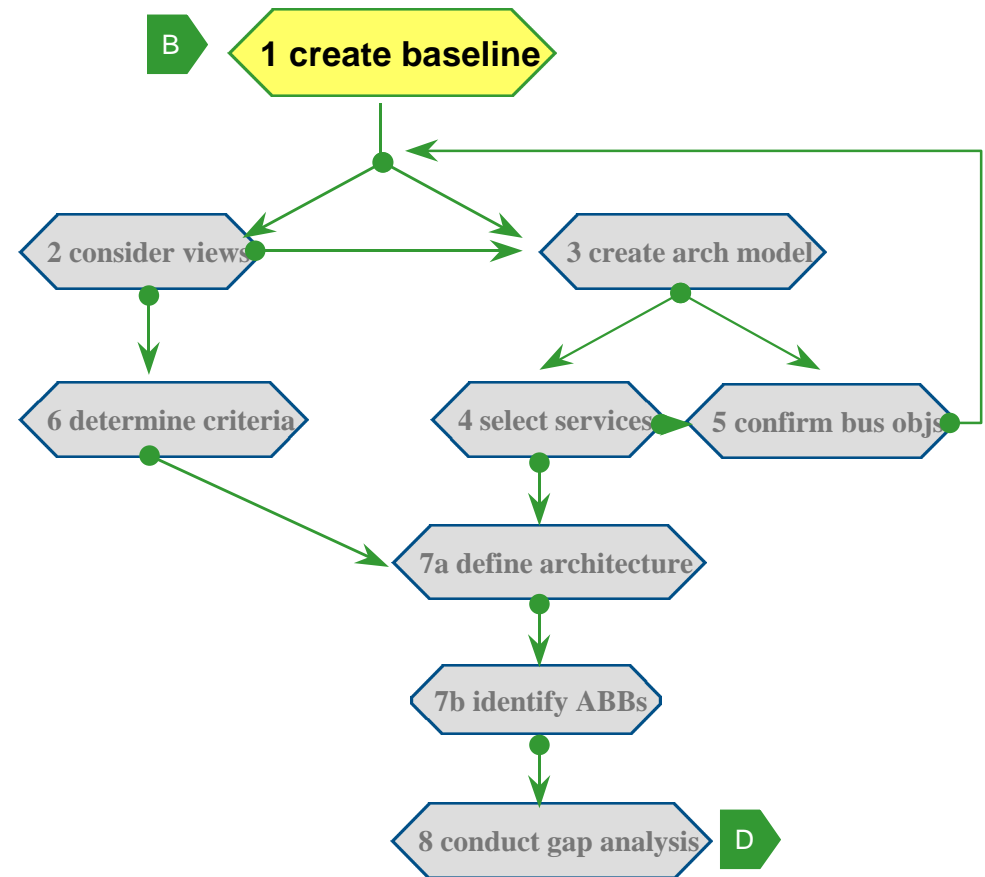 B
1 create baseline
2 consider views
3 create arch model
6 determine criteria
4 select services
5 confirm bus objs
7a define architecture
7b identify ABBs
8 conduct gap analysis
D